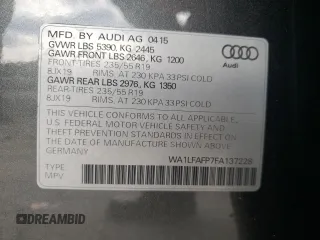 MFD. BY AUDI AG 04.15
GVWR LBS 5390, KG 2445
GAWR FRONT LBS 2646, KG 1200
FRONT-TIRES 235/55 R19
8JX19 RIMS, AT 230 KPA 33 PSI COLD
GAWR REAR LBS 2976, KG 1350
REAR-TIRES 235/55 R19
8JX19 RIMS, AT 230 KPA 33 PSI COLD
Audi
THIS VEHICLE CONFORMS TO ALL APPLICABLE
U.S. FEDERAL MOTOR VEHICLE SAFETY AND
THEFT PREVENTION STANDARDS IN EFFECT ON
THE DATE OF MANUFACTURE SHOWN ABOVE.
TYPE WA1LFAFP7FA137226
MPV
DREAMBID
DREAMBID.COM